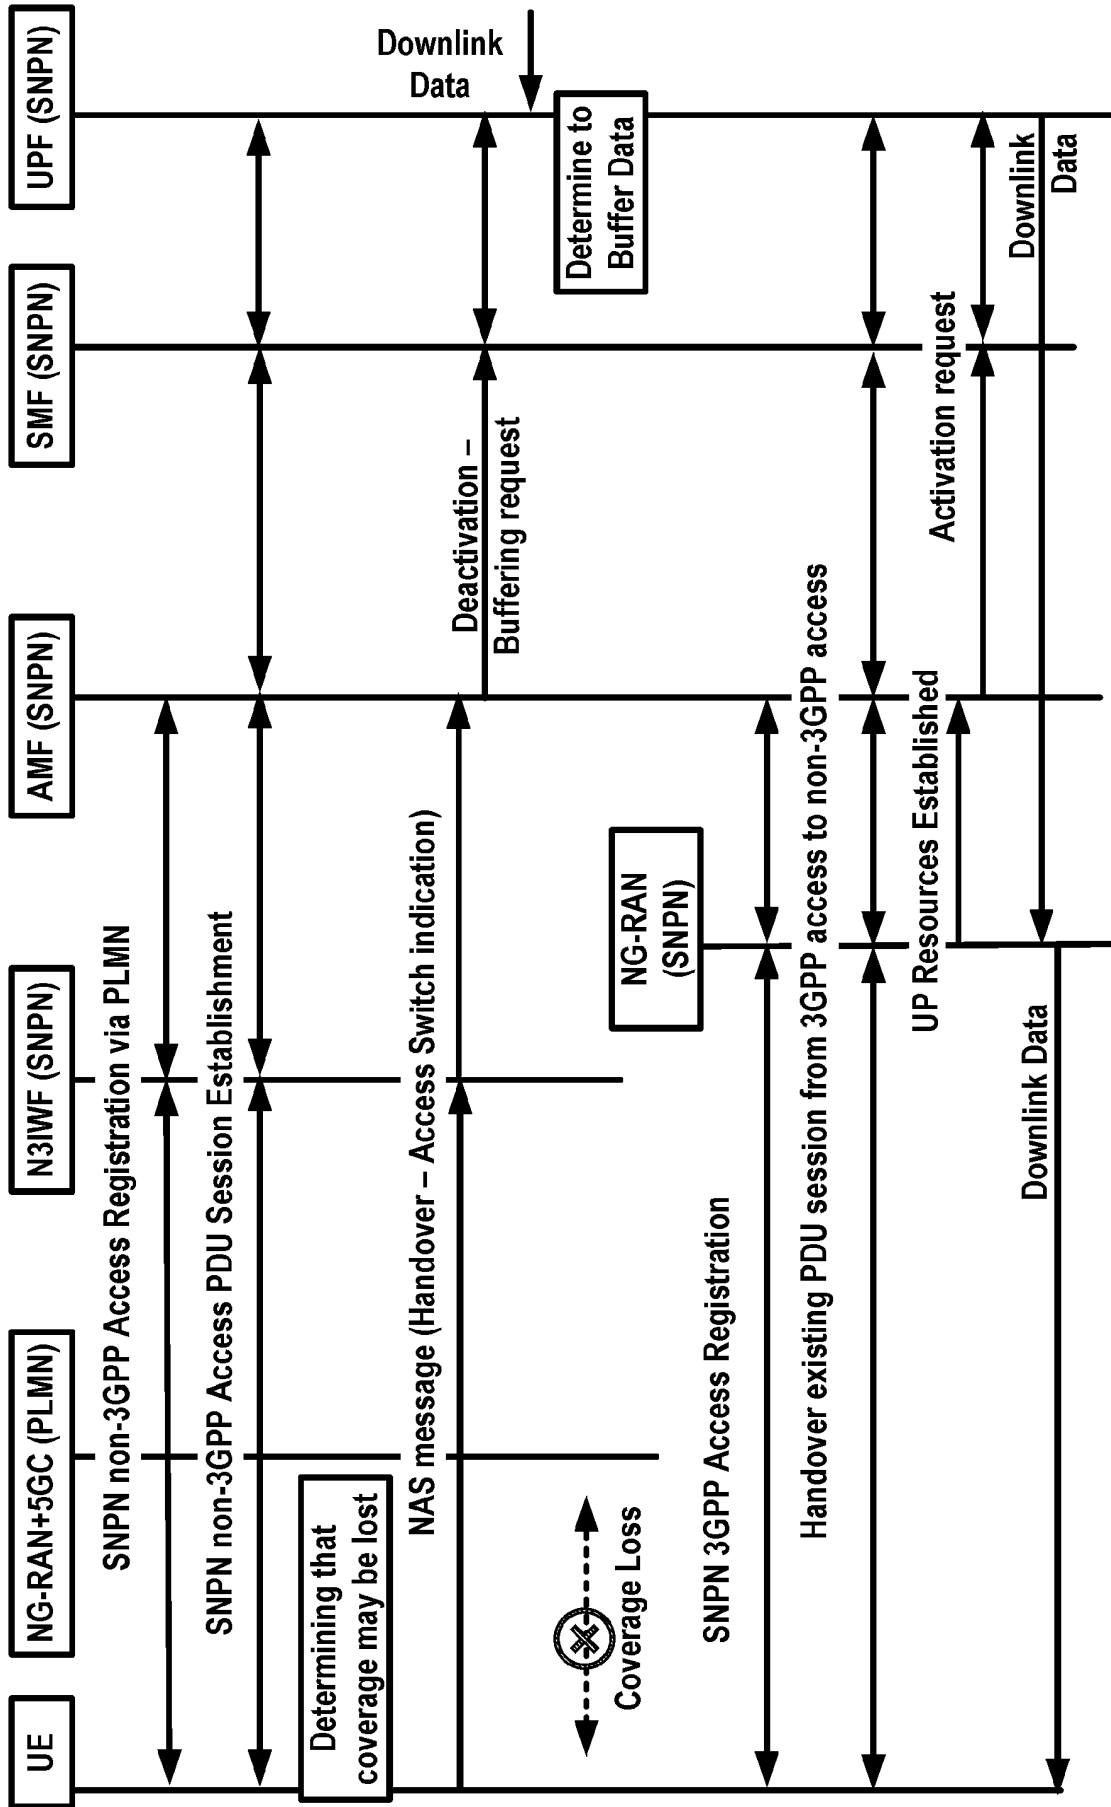 UE
NG-RAN+5GC (PLMN)
N3IWF (SNPN)
AMF (SNPN)
SMF (SNPN)
UPF (SNPN)
SNPN non-3GPP Access Registration via PLMN
SNPN non-3GPP Access PDU Session Establishment
Determining that
coverage may be lost
NAS message (Handover – Access Switch indication)
Deactivation –
Buffering request
Downlink
Data
Determine to
Buffer Data
Coverage Loss
NG-RAN
(SNPN)
SNPN 3GPP Access Registration
Handover existing PDU session from 3GPP access to non-3GPP access
UP Resources Established
Activation request
Downlink
Data
Downlink Data